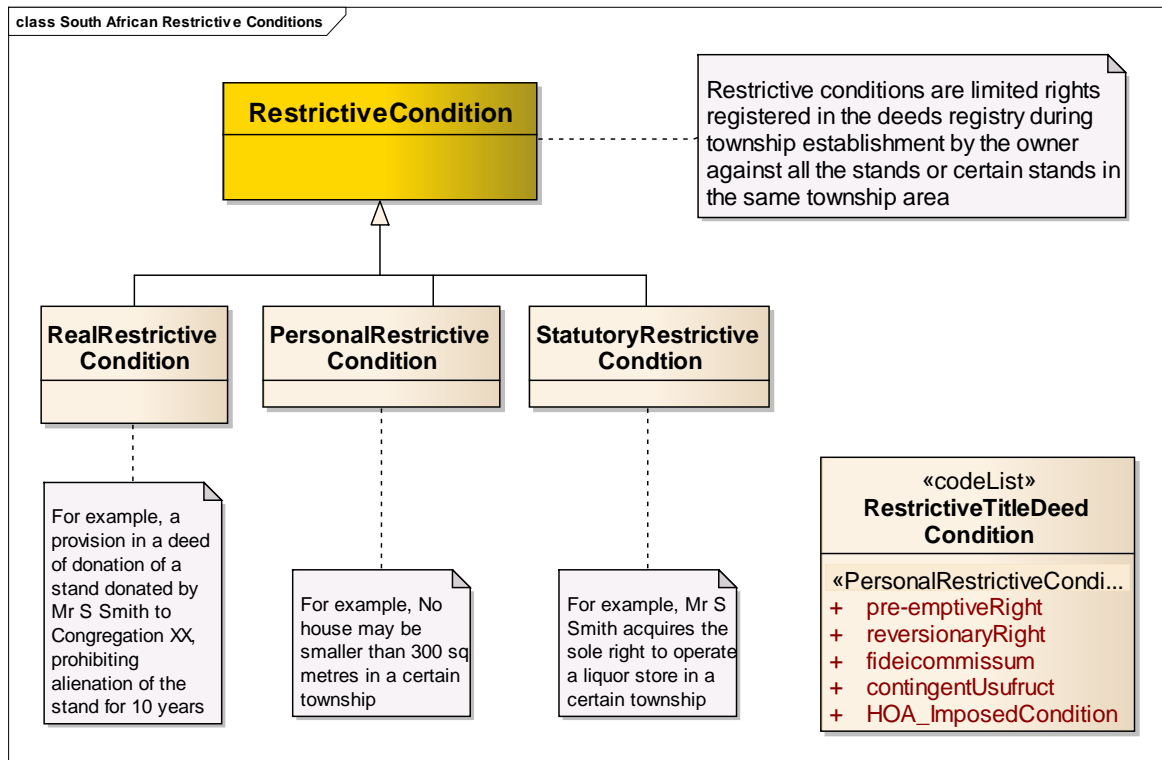 class South African Restrictive Conditions
RestrictiveCondition
Restrictive conditions are limited rights
registered in the deeds registry during
township establishment by the owner
against all the stands or certain stands in
the same township area
RealRestrictive
Condition
PersonalRestrictive
Condition
StatutoryRestrictive
Condtion
For example, a
provision in a deed
of donation of a
stand donated by
Mr S Smith to
Congregation XX,
prohibiting
alienation of the
stand for 10 years
For example, No
house may be
smaller than 300 sq
metres in a certain
township
For example, Mr S
Smith acquires the
sole right to operate
a liquor store in a
certain township
«codeList»
RestrictiveTitleDeed
Condition
«PersonalRestrictiveCondi...
+ pre-emptiveRight
+ reversionaryRight
+ fideicommissum
+ contingentUsufruct
+ HOA_ImposedCondition